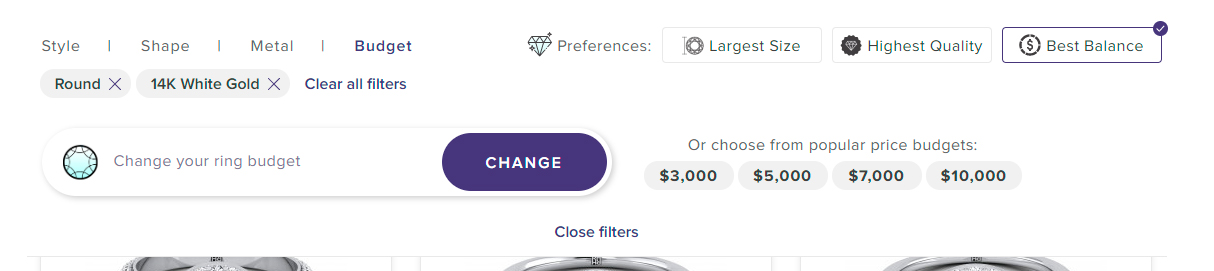 Style | Shape | Metal | Budget
Preferences: Largest Size Highest Quality Best Balance
Round 14K White Gold Clear all filters
Change your ring budget CHANGE
Or choose from popular price budgets:
$3,000 $5,000 $7,000 $10,000
Close filters